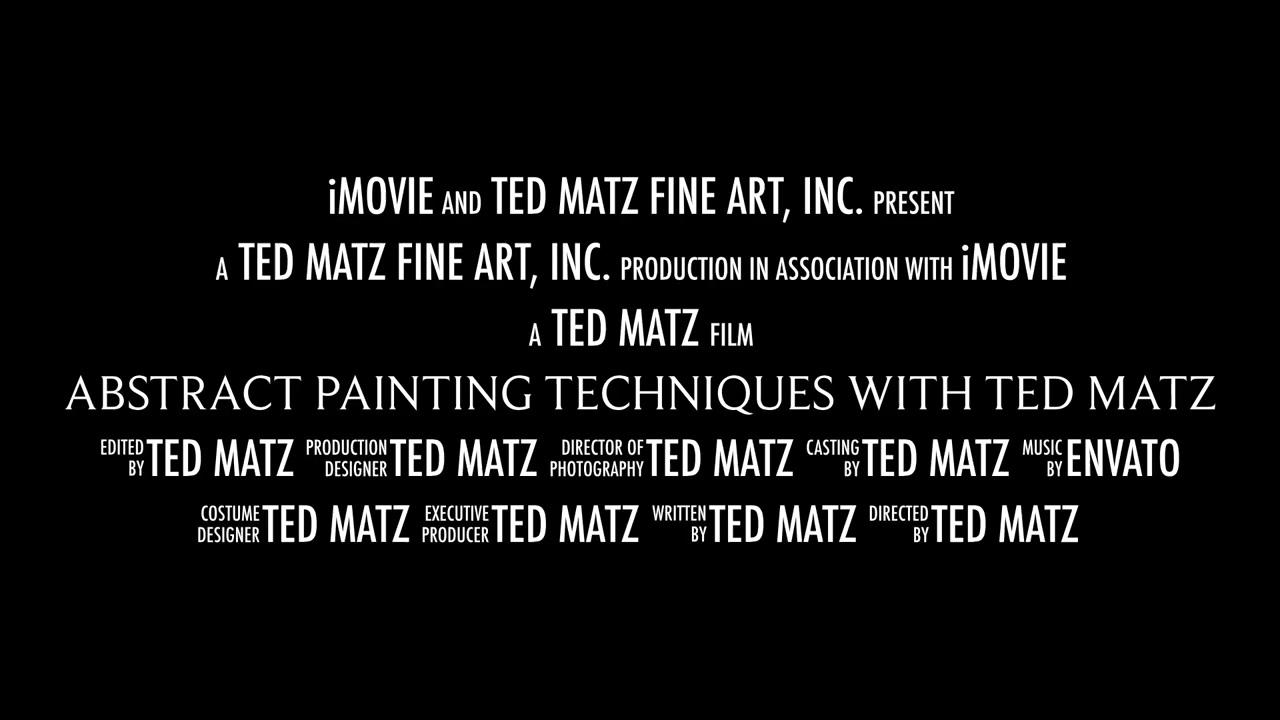 iMOVIE AND TED MATZ FINE ART, INC. PRESENT
A TED MATZ FINE ART, INC. PRODUCTION IN ASSOCIATION WITH iMOVIE
A TED MATZ FILM
ABSTRACT PAINTING TECHNIQUES WITH TED MATZ
EDITED BY TED MATZ PRODUCTION DESIGNER TED MATZ DIRECTOR OF PHOTOGRAPHY TED MATZ CASTING BY TED MATZ MUSIC BY ENVATO
COSTUME DESIGNER TED MATZ EXECUTIVE PRODUCER TED MATZ WRITTEN BY TED MATZ DIRECTED BY TED MATZ